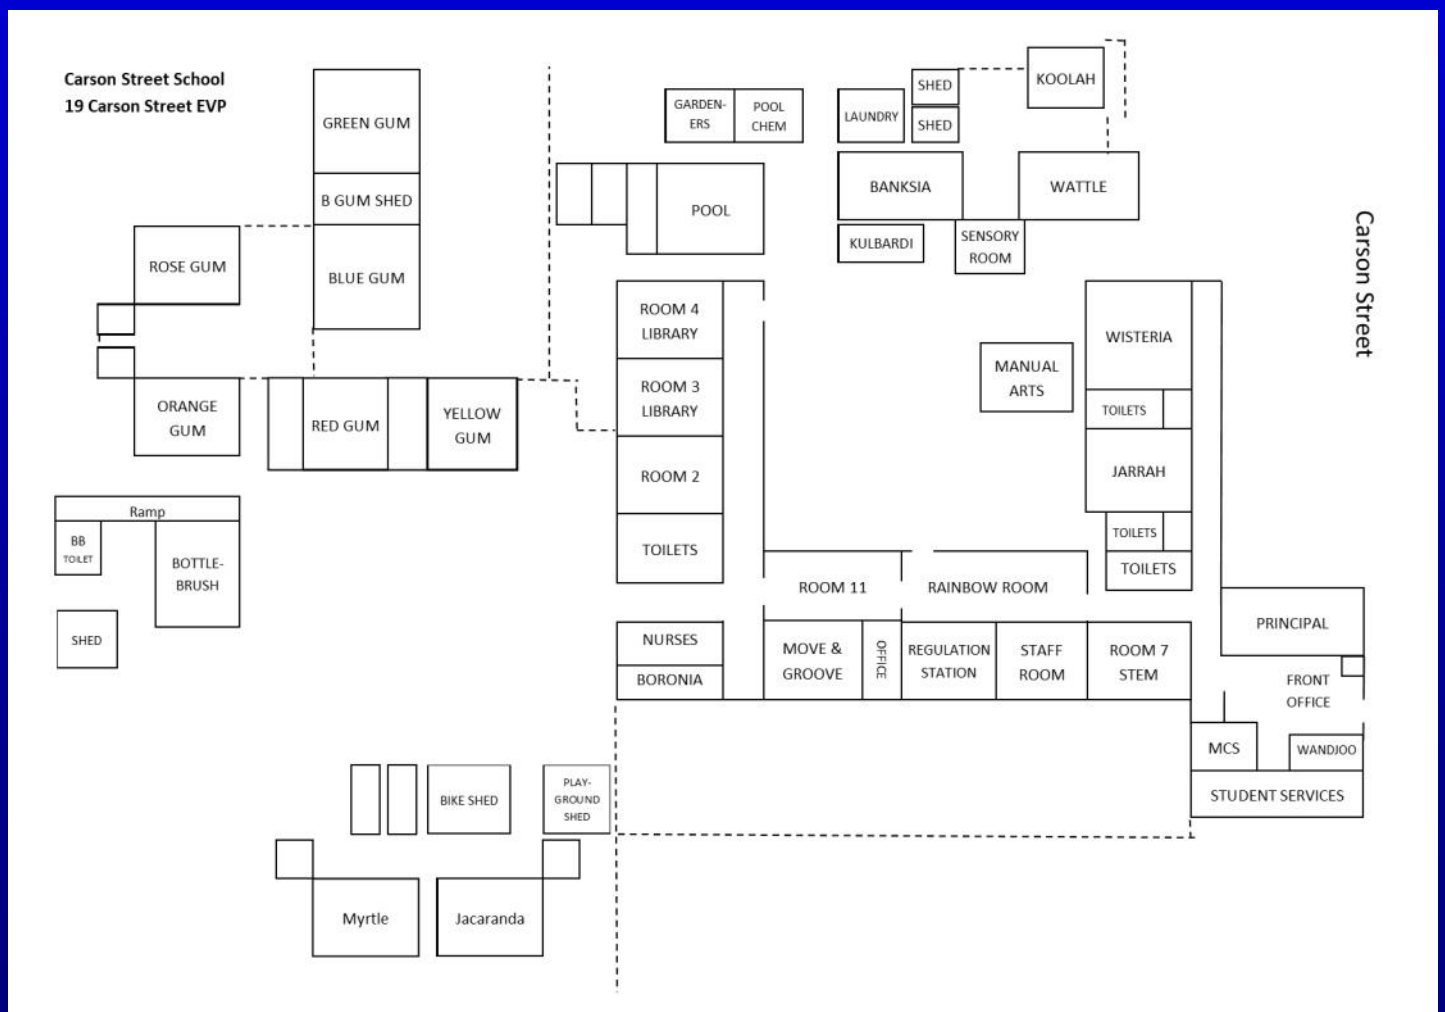 Carson Street School
19 Carson Street EVP
GREEN GUM
B GUM SHED
BLUE GUM
ROSE GUM
ORANGE
GUM
RED GUM
YELLOW
GUM
Ramp
BB
TOILET
BOTTLE-
BRUSH
SHED
GARDEN-
ERS
POOL
CHEM
POOL
LAUNDRY
SHED
SHED
KOOLAH
BANKSIA
WATTLE
KULBARDI
SENSORY
ROOM
Carson Street
ROOM 4
LIBRARY
ROOM 3
LIBRARY
ROOM 2
TOILETS
NURSES
BORONIA
MANUAL
ARTS
WISTERIA
TOILETS
JARRAH
TOILETS
TOILETS
ROOM 11
RAINBOW ROOM
MOVE &
GROOVE
OFFICE
REGULATION
STATION
STAFF
ROOM
ROOM 7
STEM
PRINCIPAL
FRONT
OFFICE
MCS
WANDJOO
STUDENT SERVICES
BIKE SHED
PLAY-
GROUND
SHED
Myrtle
Jacaranda